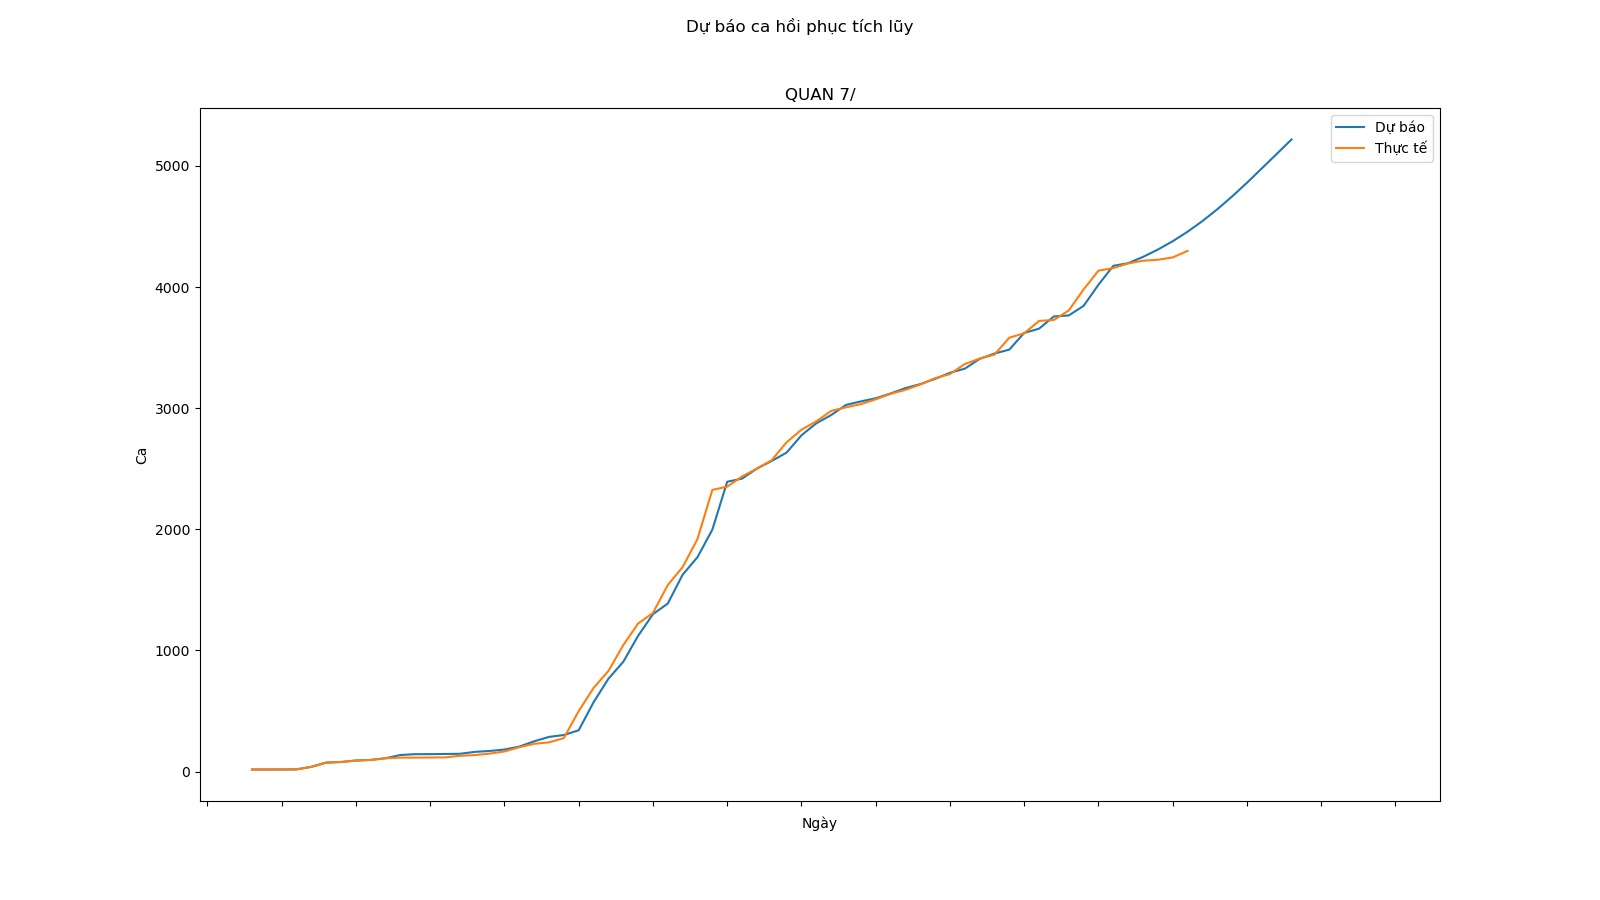 Dự báo ca hồi phục tích lũy
QUAN 7/
Dự báo
Thực tế
5000
4000
3000
2000
1000
0
Ca
Ngày